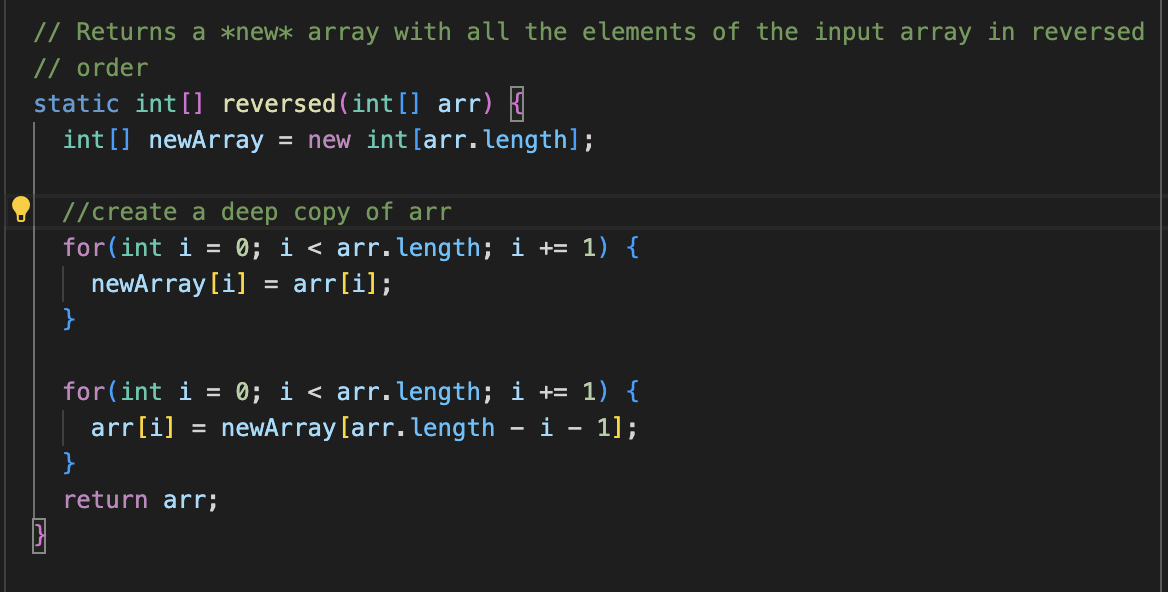 // Returns a *new* array with all the elements of the input array in reversed
// order
static int[] reversed(int[] arr) {
int[] newArray = new int[arr.length];
//create a deep copy of arr
for(int i = 0; i < arr.length; i += 1) {
newArray[i] = arr[i];
}
for(int i = 0; i < arr.length; i += 1) {
arr[i] = newArray[arr.length - i - 1];
}
return arr;
}